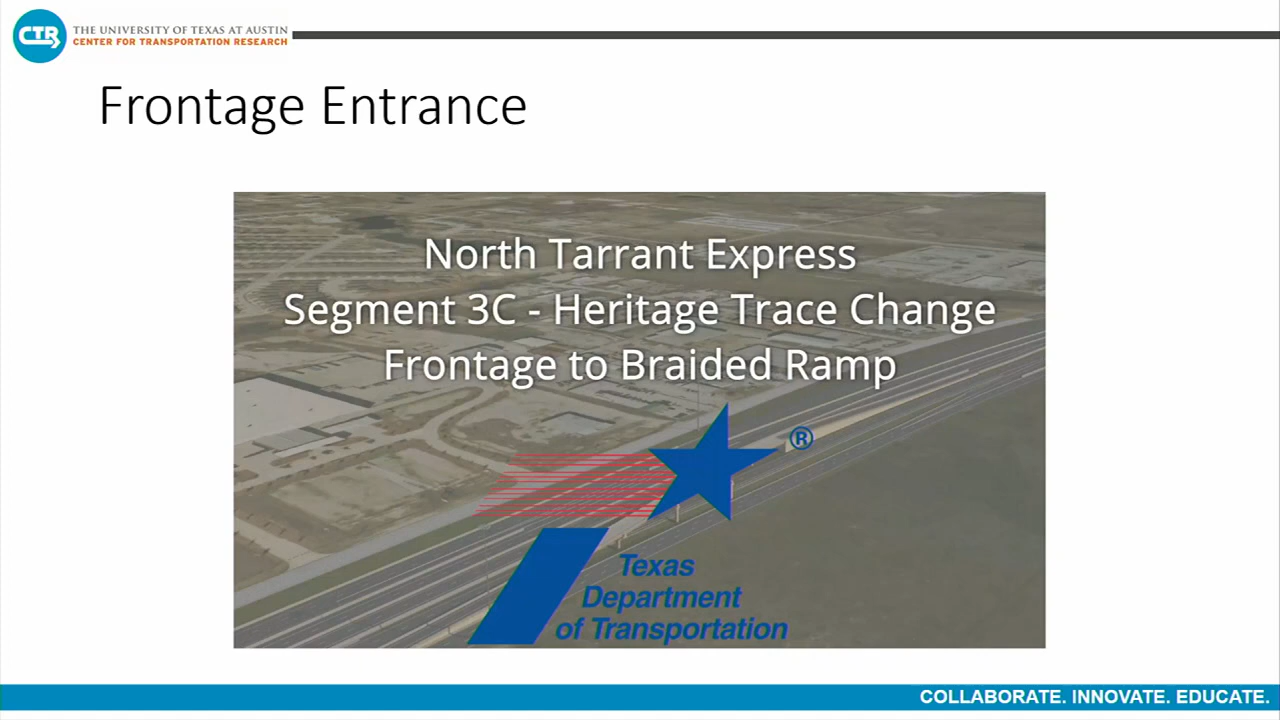 CTR
THE UNIVERSITY OF TEXAS AT AUSTIN
CENTER FOR TRANSPORTATION RESEARCH
Frontage Entrance
North Tarrant Express
Segment 3C - Heritage Trace Change
Frontage to Braided Ramp
®
Texas
Department
of Transportation
COLLABORATE. INNOVATE. EDUCATE.